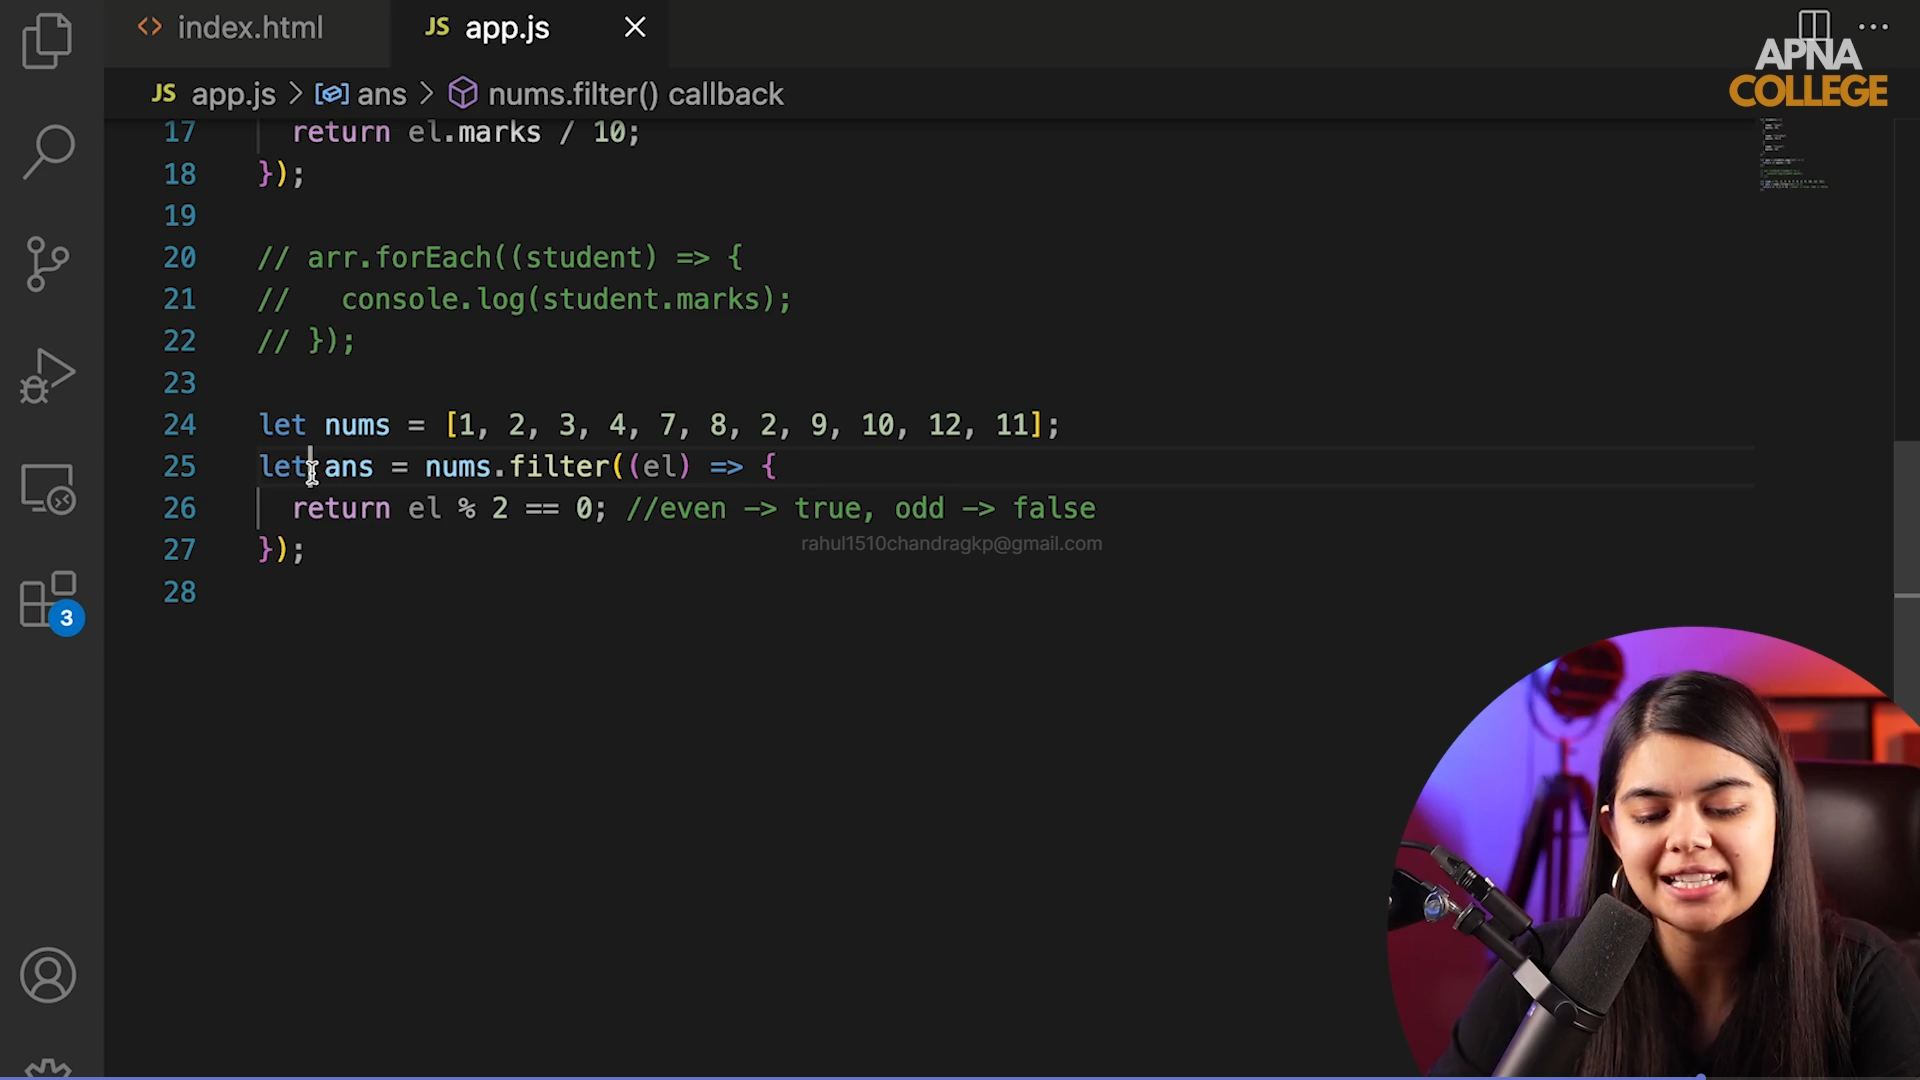 index.html
JS app.js
APNA
COLLEGE
JS app.js > ans > nums.filter() callback
17 return el.marks / 10;
18 });
19
20 // arr.forEach((student) => {
21 // console.log(student.marks);
22 // });
23
24 let nums = [1, 2, 3, 4, 7, 8, 2, 9, 10, 12, 11];
25 let ans = nums.filter((el) => {
26 return el % 2 == 0; //even -> true, odd -> false
27 });
rahul1510chandragkp@gmail.com
28
3